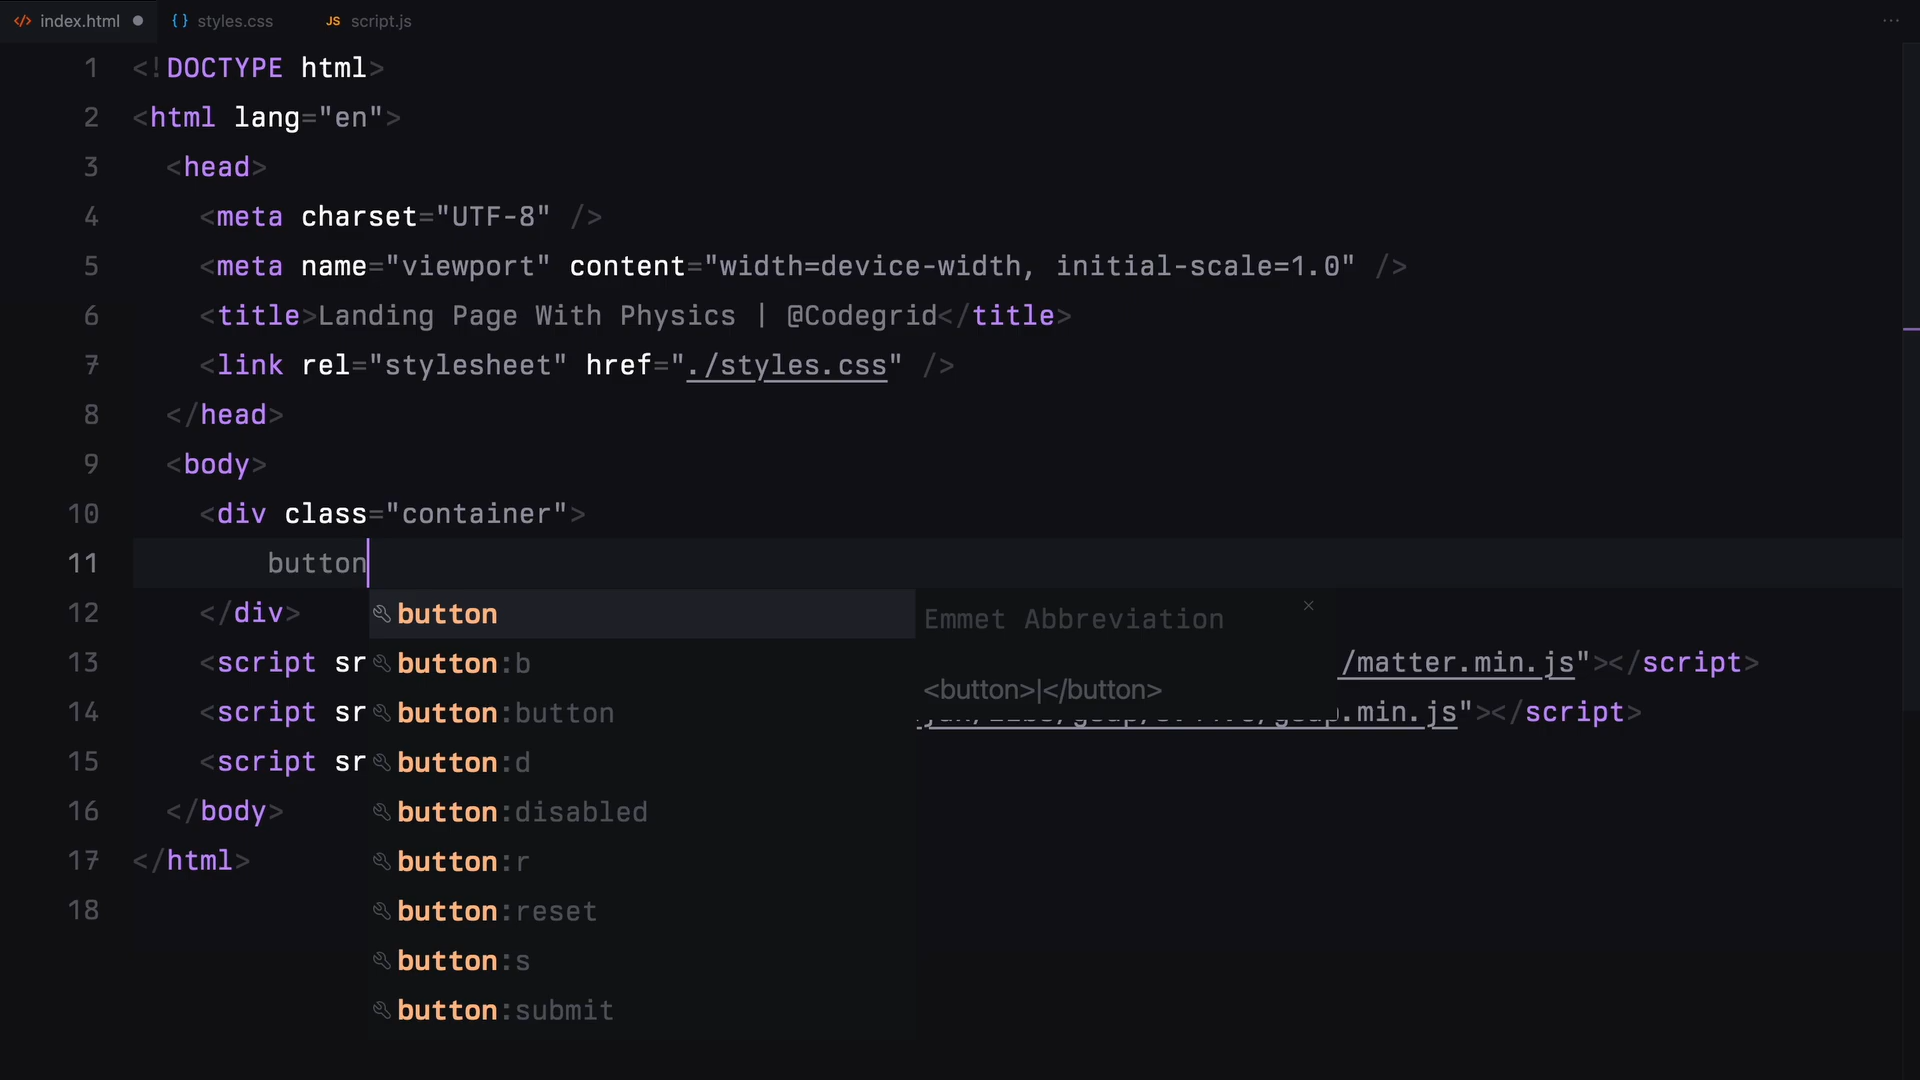 index.html
styles.css
JS script.js
1 <!DOCTYPE html>
2 <html lang="en">
3 <head>
4 <meta charset="UTF-8" />
5 <meta name="viewport" content="width=device-width, initial-scale=1.0" />
6 <title>Landing Page With Physics | @Codegrid</title>
7 <link rel="stylesheet" href="./styles.css" />
8 </head>
9 <body>
10 <div class="container">
11 button
12 </div>
13 <script sr /matter.min.js"></script>
14 <script sr .min.js"></script>
15 <script sr
16 </body>
17 </html>
18
button
button:b
button:button
button:d
button:disabled
button:r
button:reset
button:s
button:submit
Emmet Abbreviation
<button>|</button>